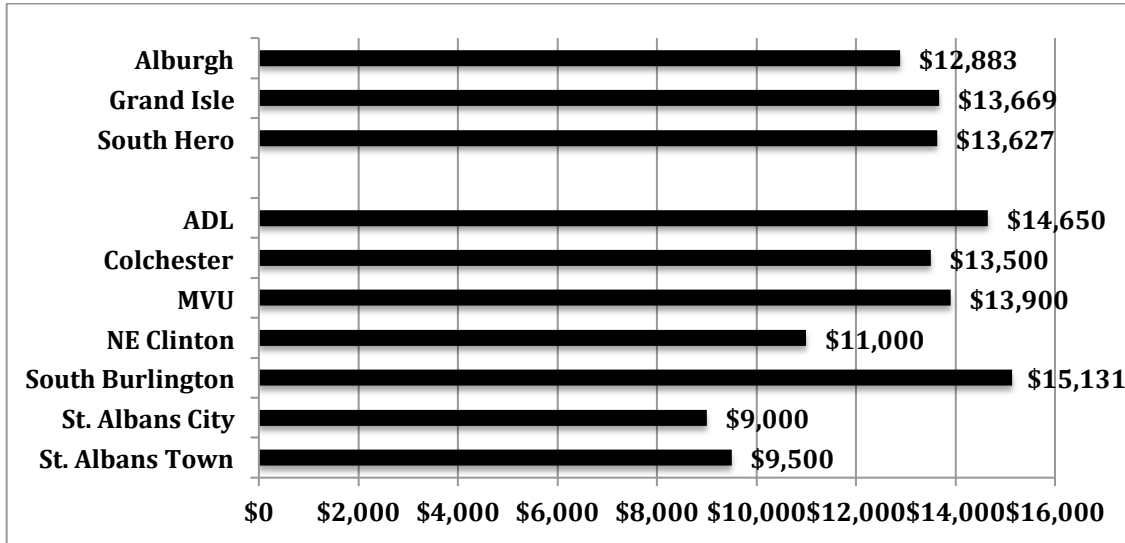 Alburgh $12,883
Grand Isle $13,669
South Hero $13,627
ADL $14,650
Colchester $13,500
MVU $13,900
NE Clinton $11,000
South Burlington $15,131
St. Albans City $9,000
St. Albans Town $9,500
$0 $2,000 $4,000 $6,000 $8,000 $10,000 $12,000 $14,000 $16,000